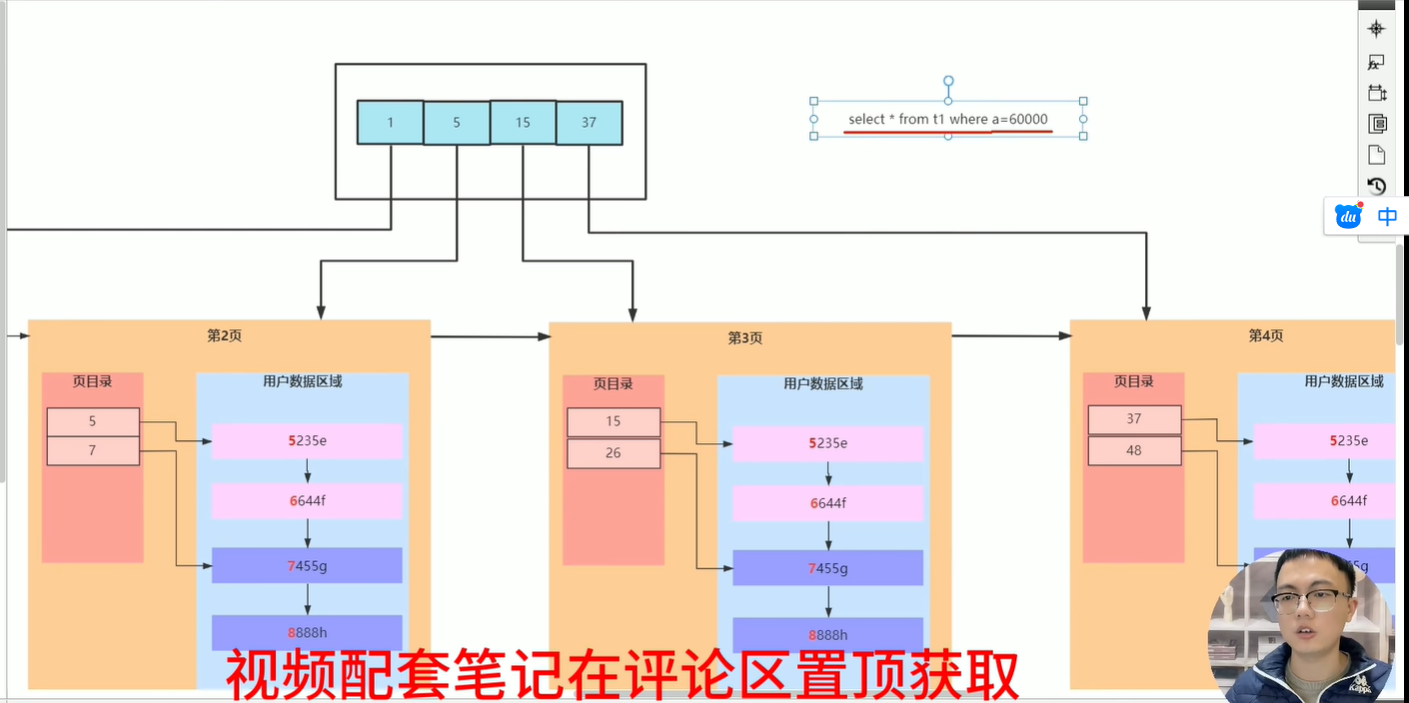 1 5 15 37
select * from t1 where a=60000
du 中
第2页
页目录
用户数据区域
5
7
5235e
6644f
7455g
8888h
第3页
页目录
用户数据区域
15
26
5235e
6644f
7455g
8888h
第4页
页目录
用户数据区域
37
48
5235e
6644f
视频配套笔记在评论区置顶获取
Kappa